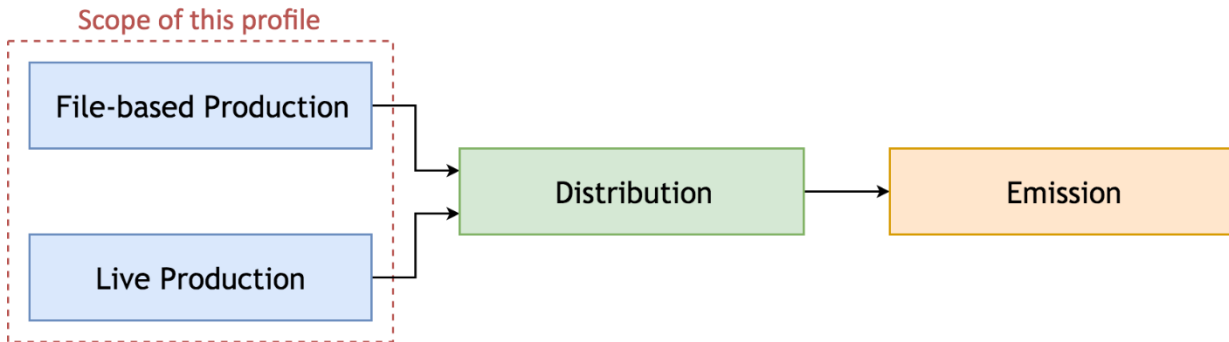 Scope of this profile
File-based Production
Distribution
Emission
Live Production